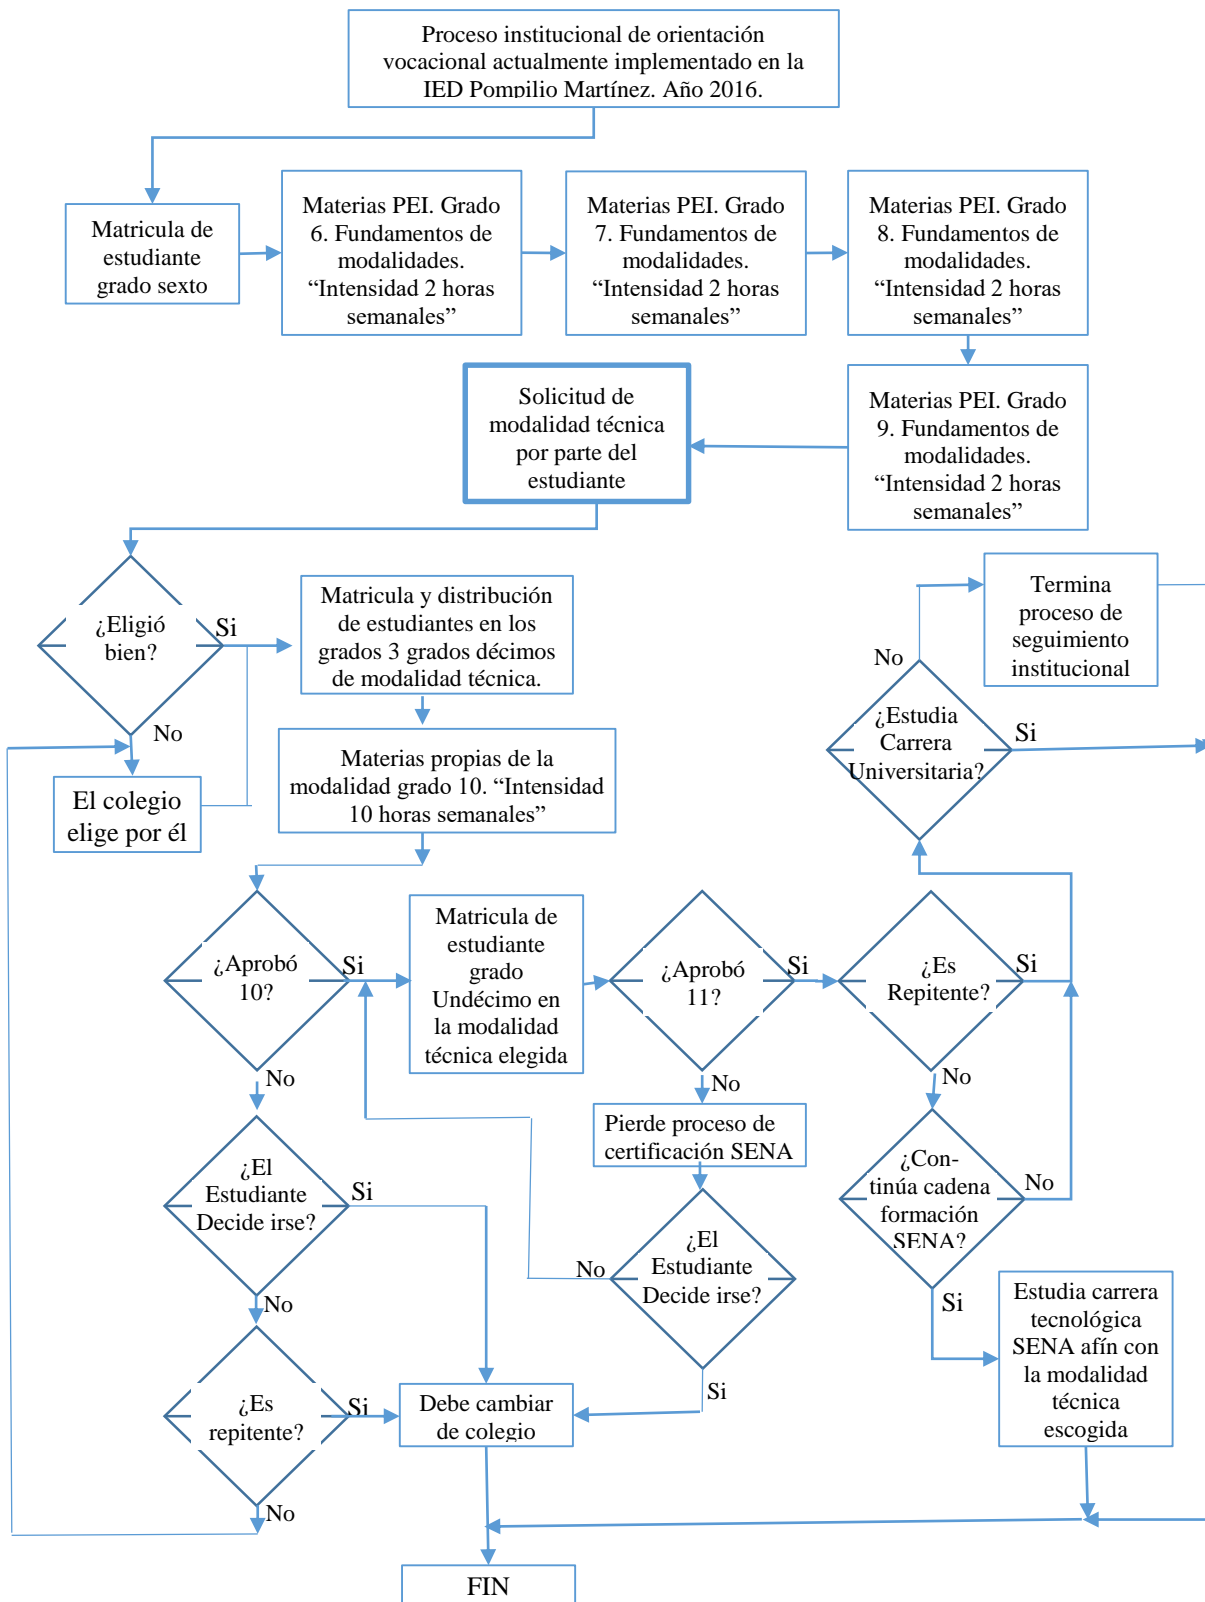 Proceso institucional de orientación
vocacional actualmente implementado en la
IED Pompilio Martínez. Año 2016.
Matricula de
estudiante
grado sexto
Materias PEI. Grado
6. Fundamentos de
modalidades.
“Intensidad 2 horas
semanales”
Materias PEI. Grado
7. Fundamentos de
modalidades.
“Intensidad 2 horas
semanales”
Materias PEI. Grado
8. Fundamentos de
modalidades.
“Intensidad 2 horas
semanales”
Solicitud de
modalidad técnica
por parte del
estudiante
Materias PEI. Grado
9. Fundamentos de
modalidades.
“Intensidad 2 horas
semanales”
¿Eligió
bien?
Si
No
Matricula y distribución
de estudiantes en los
grados 3 grados décimos
de modalidad técnica.
Termina
proceso de
seguimiento
institucional
No
¿Estudia
Carrera
Universitaria?
Si
El colegio
elige por él
Materias propias de la
modalidad grado 10. “Intensidad
10 horas semanales”
¿Aprobó
10?
Si
No
Matricula de
estudiante
grado
Undécimo en
la modalidad
técnica elegida
¿Aprobó
11?
Si
No
¿Es
Repitente?
Si
No
Pierde proceso de
certificación SENA
¿El
Estudiante
Decide irse?
Si
No
¿El
Estudiante
Decide irse?
No
Si
¿Con-
tinúa cadena
formación
SENA?
No
Si
Estudia carrera
tecnológica
SENA afín con
la modalidad
técnica
escogida
¿Es
repitente?
Si
No
Debe cambiar
de colegio
FIN